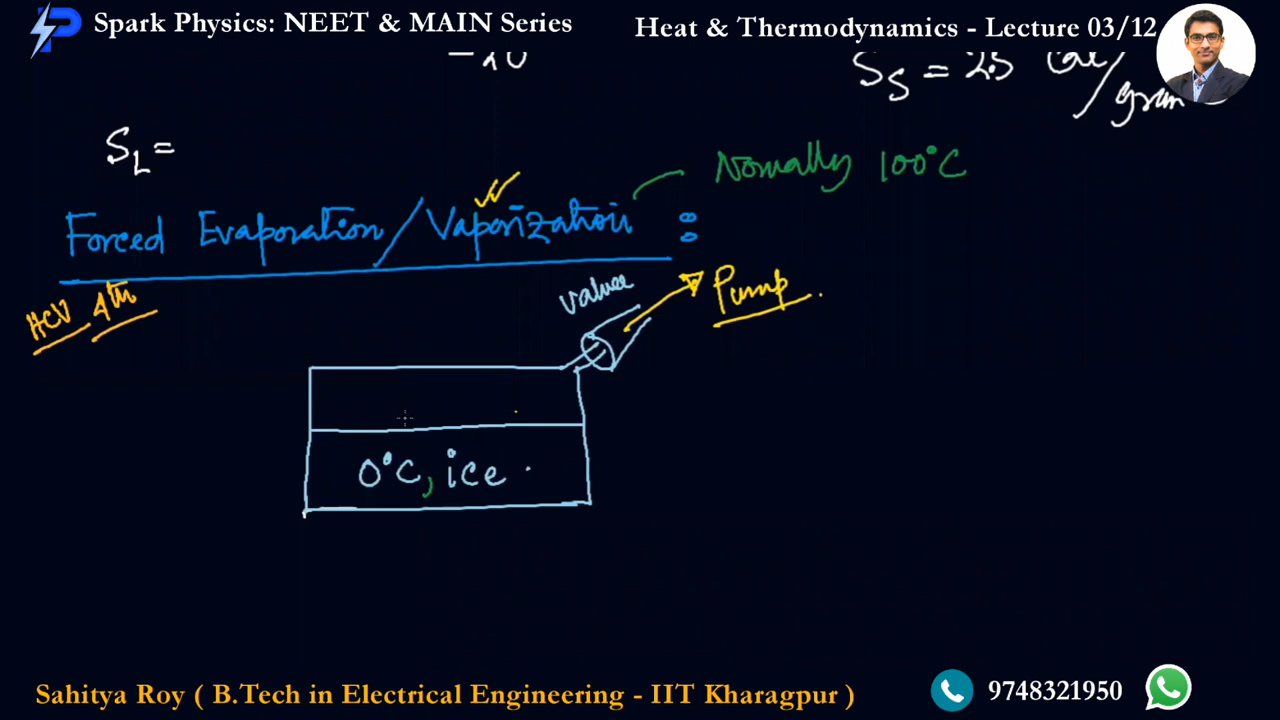 Spark Physics: NEET & MAIN Series
Heat & Thermodynamics - Lecture 03/12
S_S = 2.5 Cal/gram
S_L =
Normally 100°C
Forced Evaporation/Vaporization :
HCV 4th
value
Pump.
0°C, ice
Sahitya Roy ( B.Tech in Electrical Engineering - IIT Kharagpur )
9748321950